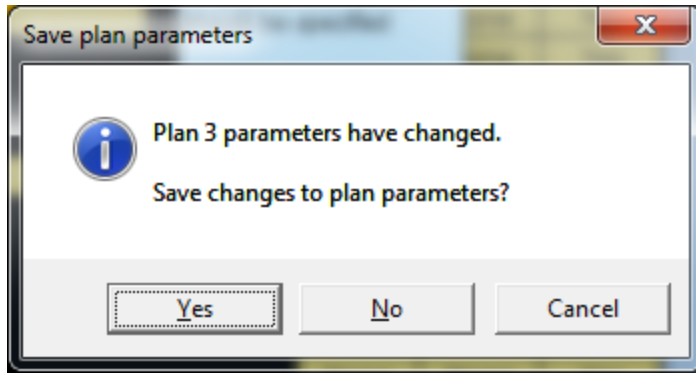 Save plan parameters
Plan 3 parameters have changed.
Save changes to plan parameters?
Yes
No
Cancel